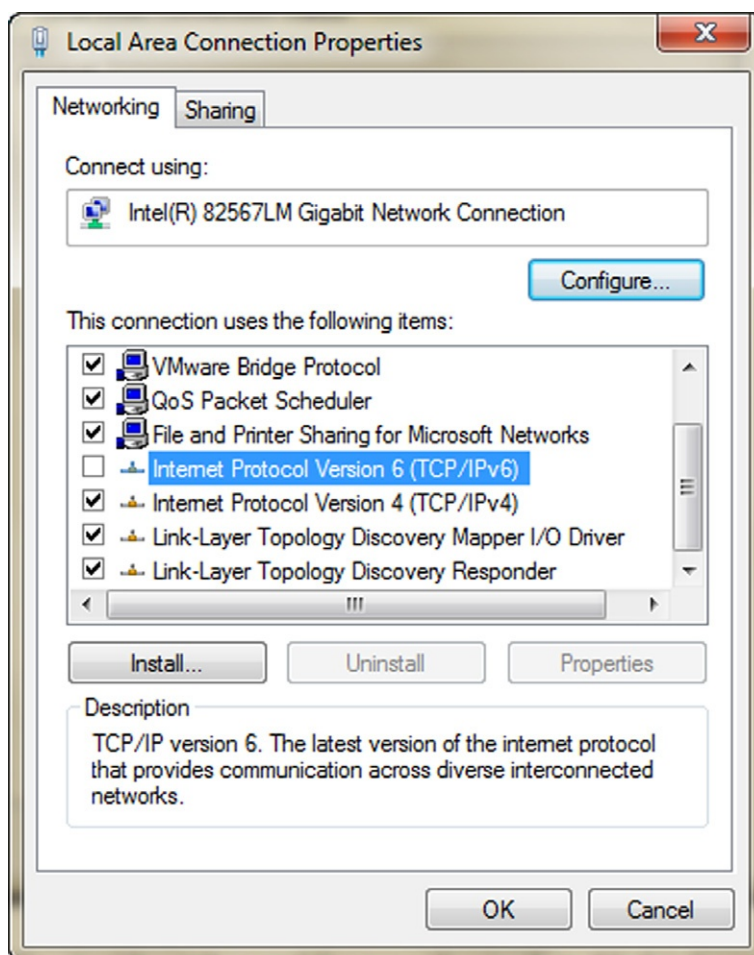 Local Area Connection Properties
Networking
Sharing
Connect using:
Intel(R) 82567LM Gigabit Network Connection
Configure...
This connection uses the following items:
VMware Bridge Protocol
QoS Packet Scheduler
File and Printer Sharing for Microsoft Networks
Internet Protocol Version 6 (TCP/IPv6)
Internet Protocol Version 4 (TCP/IPv4)
Link-Layer Topology Discovery Mapper I/O Driver
Link-Layer Topology Discovery Responder
Install...
Uninstall
Properties
Description
TCP/IP version 6. The latest version of the internet protocol
that provides communication across diverse interconnected
networks.
OK
Cancel